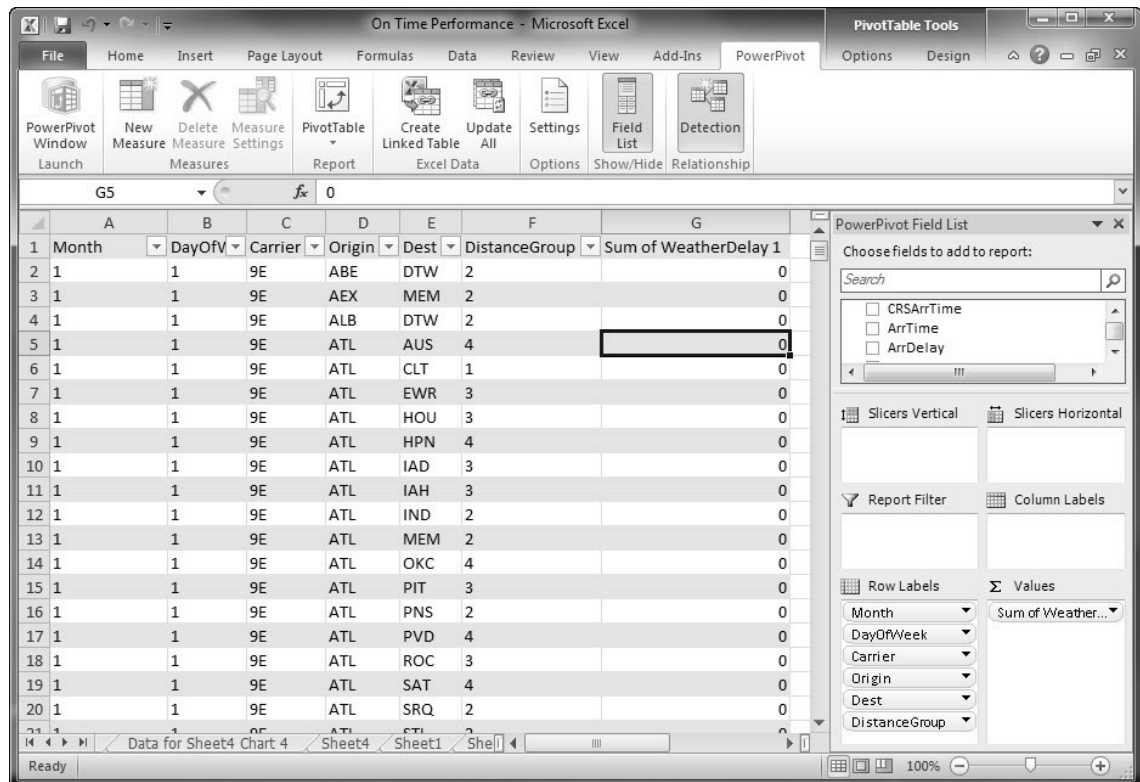 On Time Performance - Microsoft Excel PivotTable Tools
File Home Insert Page Layout Formulas Data Review View Add-Ins PowerPivot Options Design
PowerPivot Window New Measure Delete Measure Measure Settings PivotTable Create Linked Table Update All Settings Field List Detection
Launch Measures Report Excel Data Options Show/Hide Relationship
G5 fx 0
A B C D E F G
1 Month DayOfW Carrier Origin Dest DistanceGroup Sum of WeatherDelay 1
2 1 1 9E ABE DTW 2 0
3 1 1 9E AEX MEM 2 0
4 1 1 9E ALB DTW 2 0
5 1 1 9E ATL AUS 4 0
6 1 1 9E ATL CLT 1 0
7 1 1 9E ATL EWR 3 0
8 1 1 9E ATL HOU 3 0
9 1 1 9E ATL HPN 4 0
10 1 1 9E ATL IAD 3 0
11 1 1 9E ATL IAH 3 0
12 1 1 9E ATL IND 2 0
13 1 1 9E ATL MEM 2 0
14 1 1 9E ATL OKC 4 0
15 1 1 9E ATL PIT 3 0
16 1 1 9E ATL PNS 2 0
17 1 1 9E ATL PVD 4 0
18 1 1 9E ATL ROC 3 0
19 1 1 9E ATL SAT 4 0
20 1 1 9E ATL SRQ 2 0
21 1 1 9E ATL STL 0
PowerPivot Field List
Choose fields to add to report:
Search
CRSArrTime
ArrTime
ArrDelay
Slicers Vertical Slicers Horizontal
Report Filter Column Labels
Row Labels Σ Values
Month Sum of Weather...
DayOfWeek
Carrier
Origin
Dest
DistanceGroup
Data for Sheet4 Chart 4 Sheet4 Sheet1 She
Ready 100%